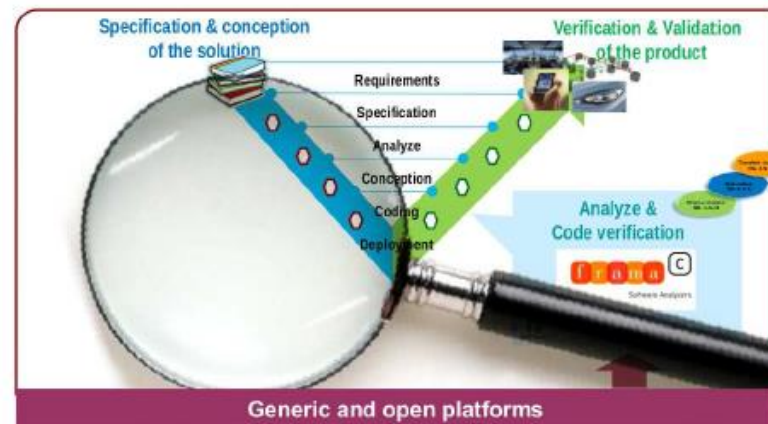 Specification & conception
of the solution
Verification & Validation
of the product
Requirements
Specification
Analyze
Conception
Coding
Deployment
Analyze &
Code verification
frama
C
Software Analyzers
Generic and open platforms